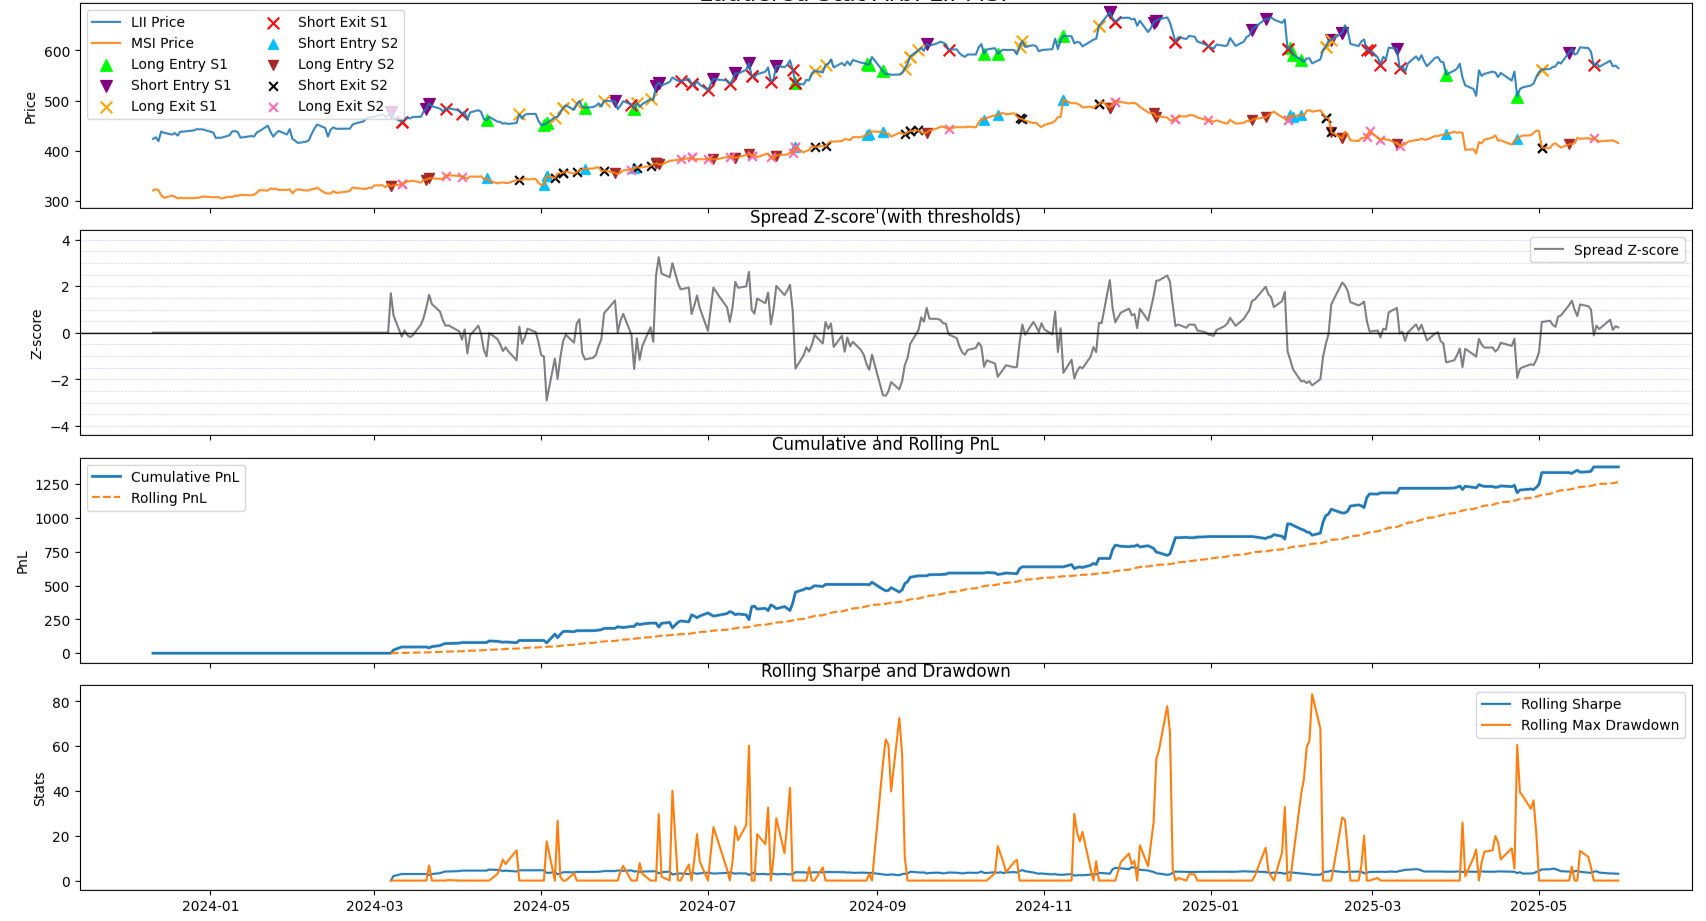 LII Price
MSI Price
Long Entry S1
Short Entry S1
Long Exit S1
Short Exit S1
Short Entry S2
Long Entry S2
Short Exit S2
Long Exit S2
Price
600
500
400
300
Spread Z-score (with thresholds)
Spread Z-score
Z-score
4
2
0
−2
−4
Cumulative and Rolling PnL
Cumulative PnL
Rolling PnL
PnL
1250
1000
750
500
250
0
Rolling Sharpe and Drawdown
Rolling Sharpe
Rolling Max Drawdown
Stats
80
60
40
20
0
2024-01 2024-03 2024-05 2024-07 2024-09 2024-11 2025-01 2025-03 2025-05